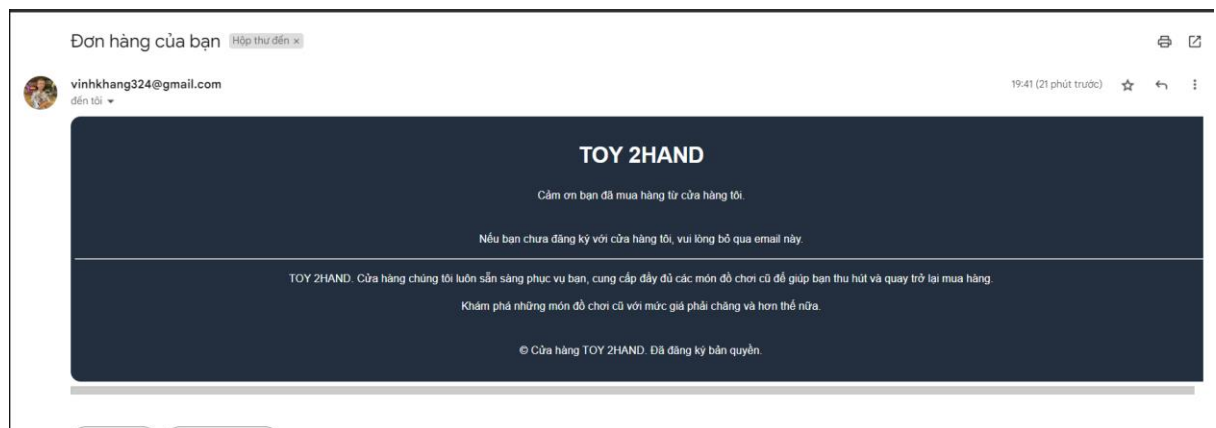 Đơn hàng của bạn Hộp thư đến ×
vinhkhang324@gmail.com 19:41 (21 phút trước)
đến tôi
TOY 2HAND
Cảm ơn bạn đã mua hàng từ cửa hàng tôi.
Nếu bạn chưa đăng ký với cửa hàng tôi, vui lòng bỏ qua email này.
TOY 2HAND. Cửa hàng chúng tôi luôn sẵn sàng phục vụ bạn, cung cấp đầy đủ các món đồ chơi cũ để giúp bạn thu hút và quay trở lại mua hàng.
Khám phá những món đồ chơi cũ với mức giá phải chăng và hơn thế nữa.
© Cửa hàng TOY 2HAND. Đã đăng ký bản quyền.